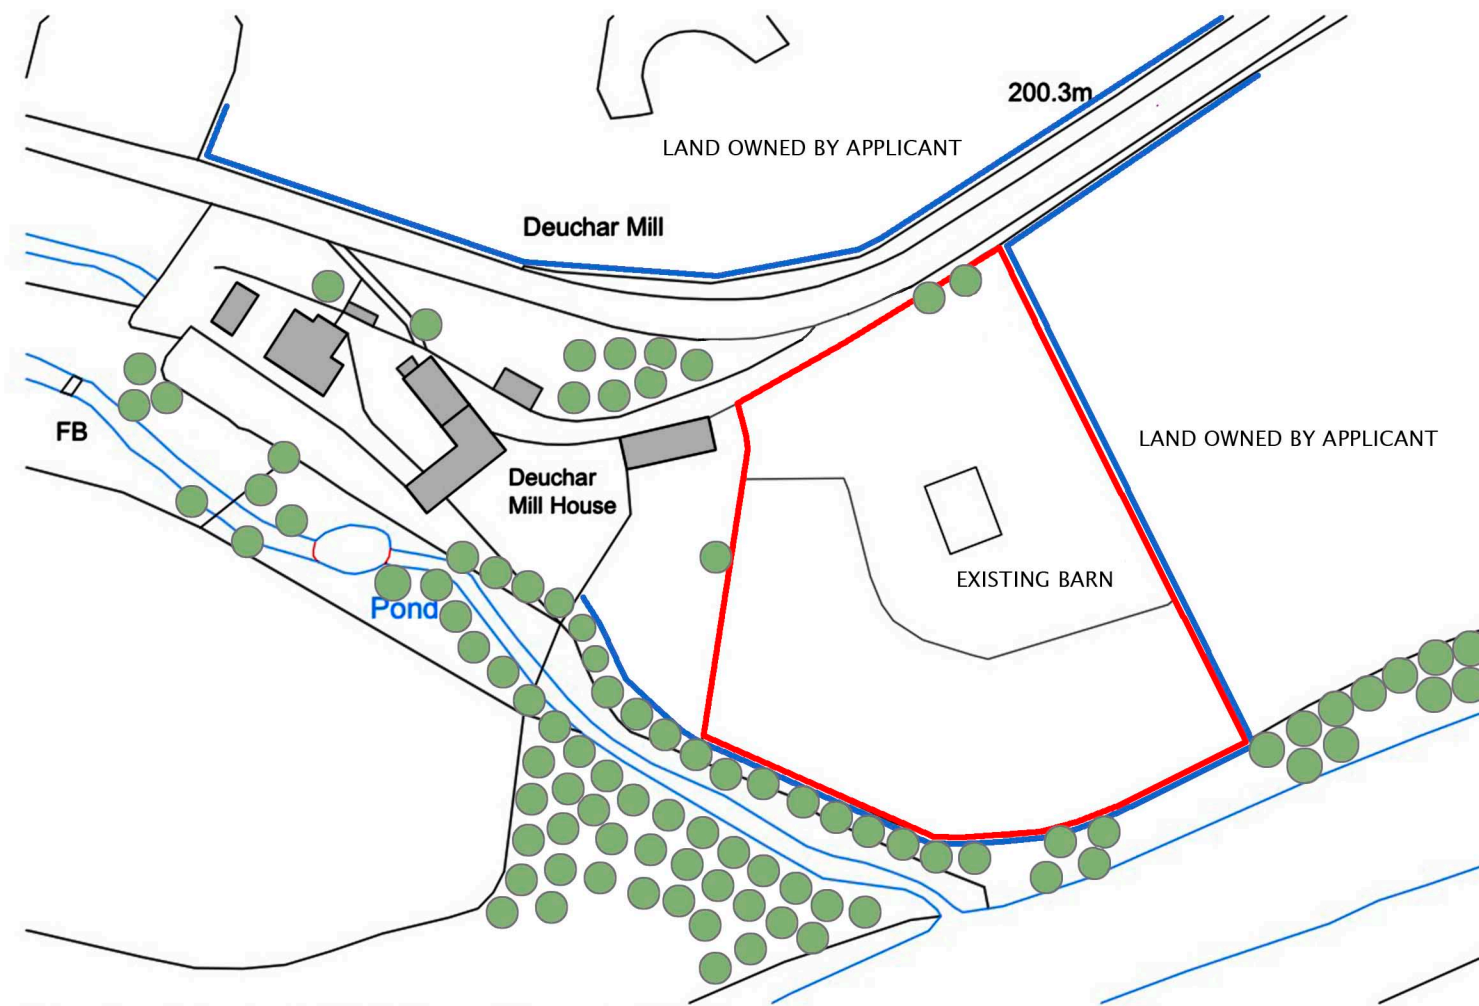 200.3m
LAND OWNED BY APPLICANT
Deuchar Mill
FB
LAND OWNED BY APPLICANT
Deuchar
Mill House
EXISTING BARN
Pond